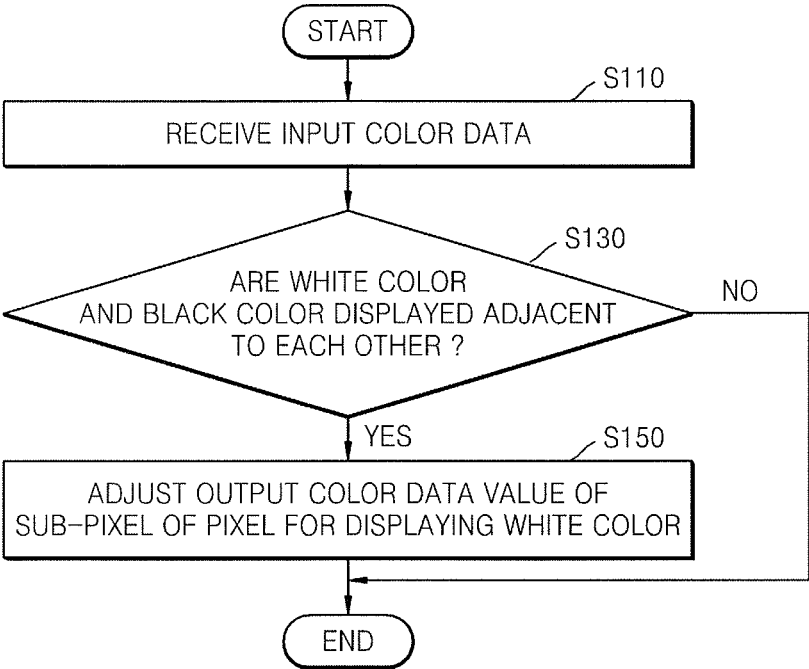 START
S110
RECEIVE INPUT COLOR DATA
S130
ARE WHITE COLOR
AND BLACK COLOR DISPLAYED ADJACENT
TO EACH OTHER ?
NO
YES
S150
ADJUST OUTPUT COLOR DATA VALUE OF
SUB-PIXEL OF PIXEL FOR DISPLAYING WHITE COLOR
END